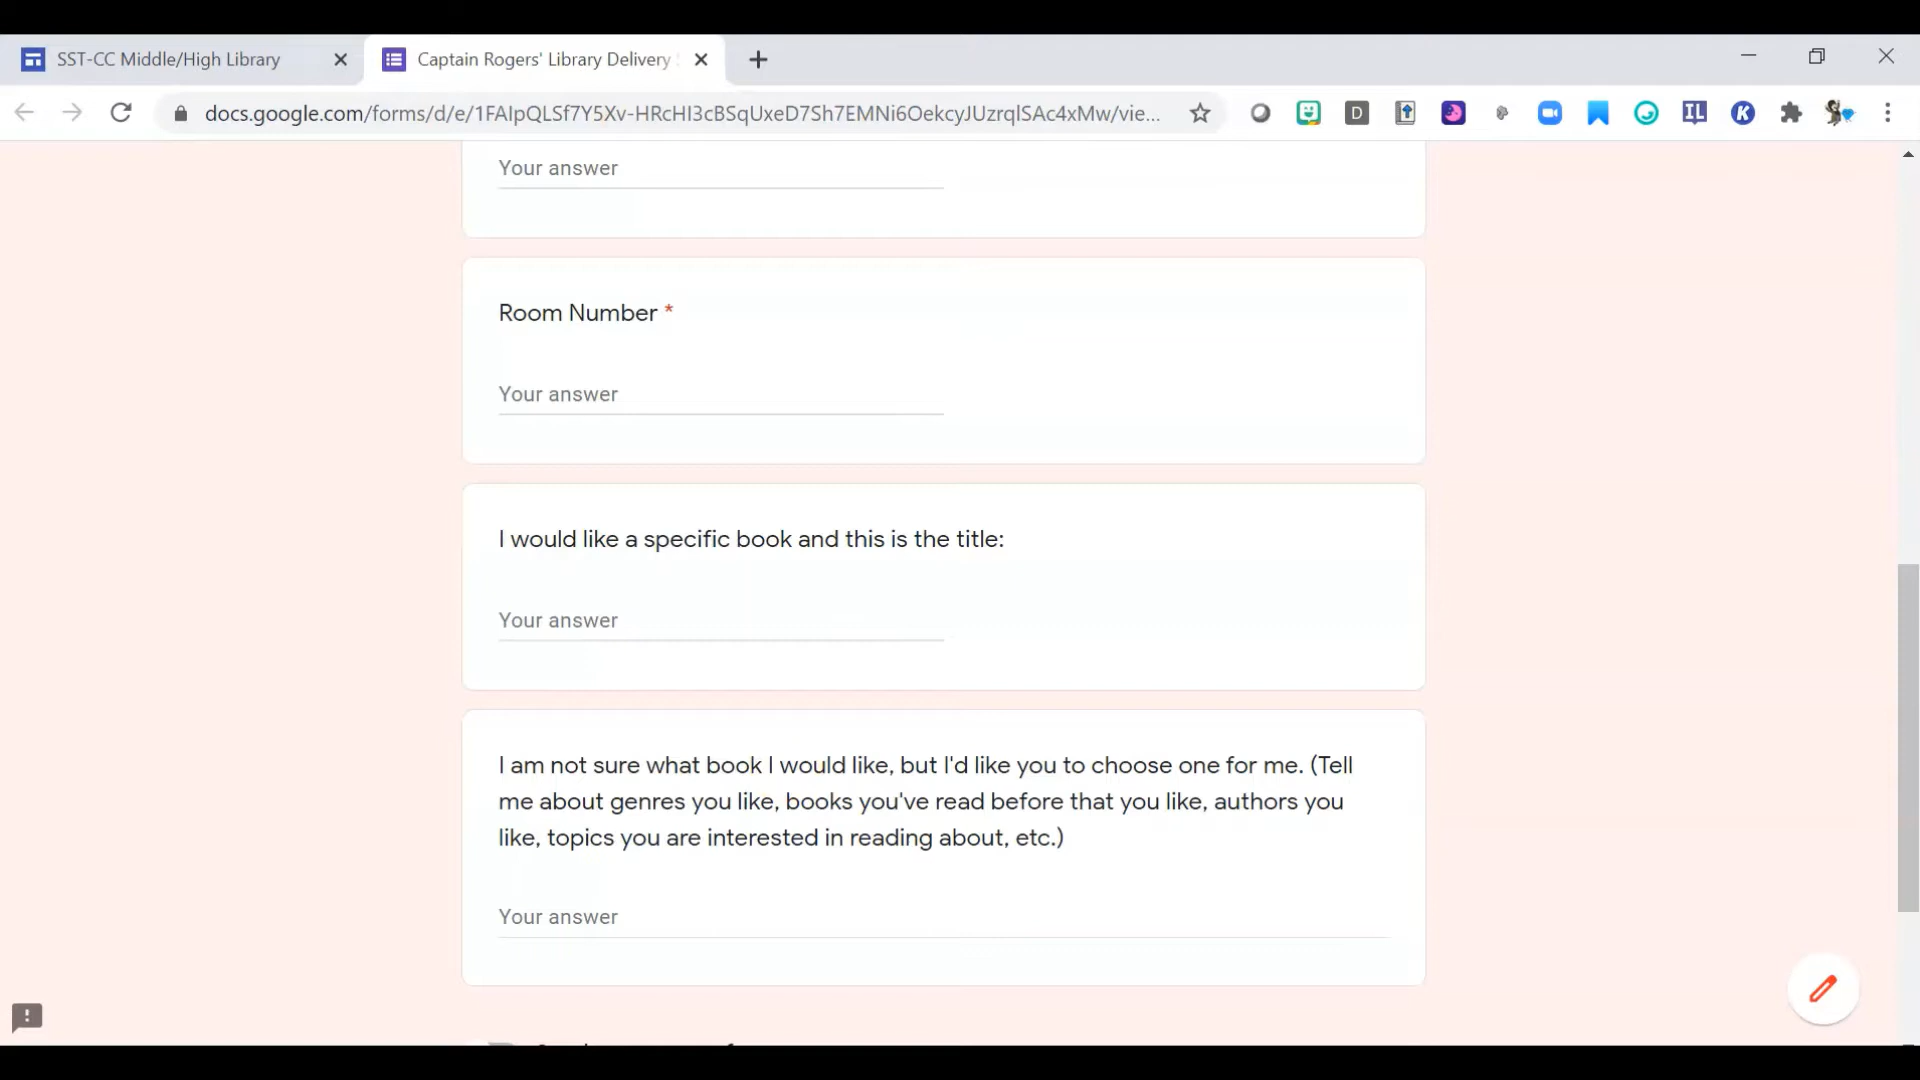 SST-CC Middle/High Library
Captain Rogers' Library Delivery
docs.google.com/forms/d/e/1FAIpQLSf7Y5Xv-HRcHI3cBSqUxeD7Sh7EMNi6OekcyJUzrqlSAc4xMw/vie...
D
IL
K
Your answer
Room Number *
Your answer
I would like a specific book and this is the title:
Your answer
I am not sure what book I would like, but I'd like you to choose one for me. (Tell
me about genres you like, books you've read before that you like, authors you
like, topics you are interested in reading about, etc.)
Your answer